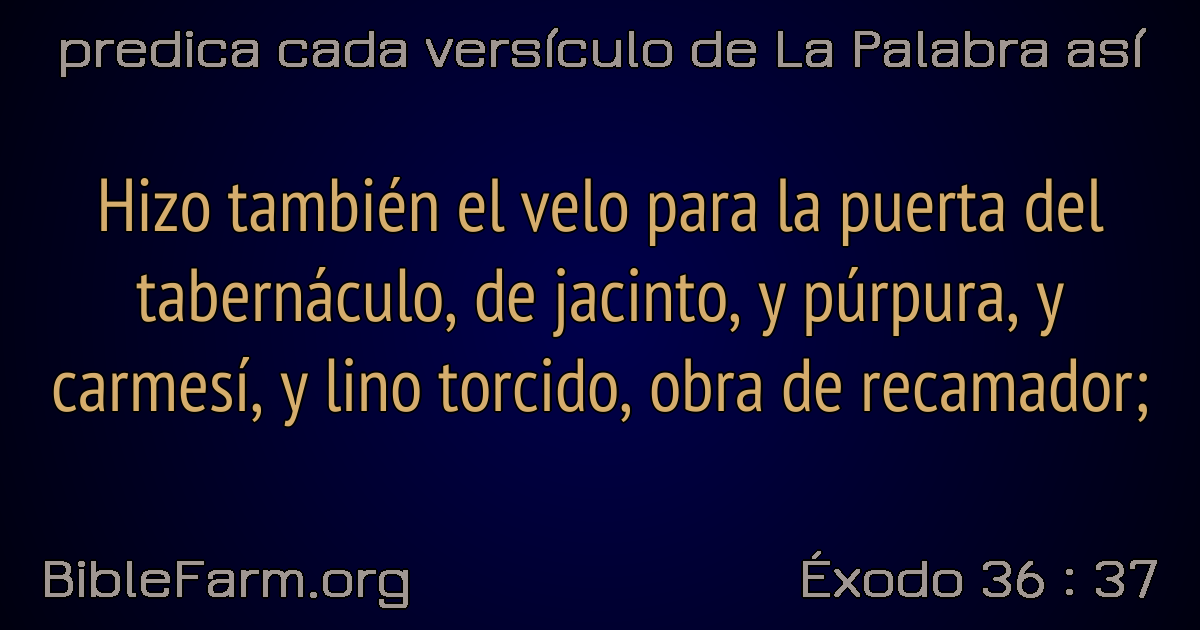 predica cada versículo de La Palabra así
Hizo también el velo para la puerta del
tabernáculo, de jacinto, y púrpura, y
carmesí, y lino torcido, obra de recamador;
BibleFarm.org
Éxodo 36 : 37